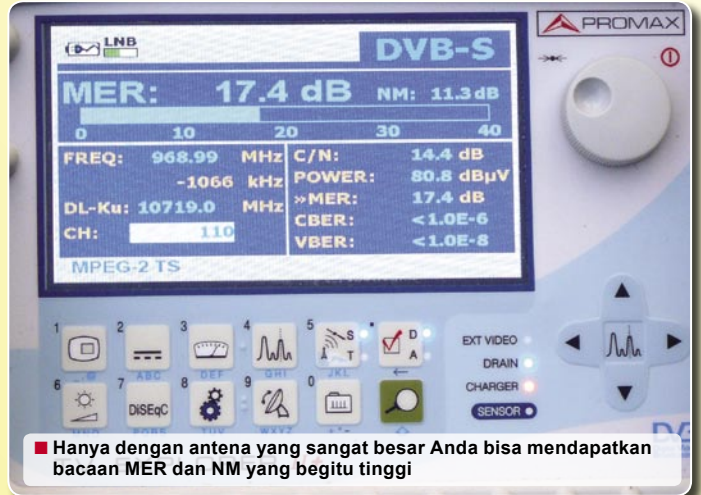 PROMAX
LNB
DVB-S
MER: 17.4 dB NM: 11.3 dB
0 10 20 30 40
FREQ: 968.99 MHz
-1066 kHz
DL-Ku: 10719.0 MHz
CH: 110
C/N: 14.4 dB
POWER: 80.8 dBµV
»MER: 17.4 dB
CBER: <1.0E-6
VBER: <1.0E-8
MPEG-2 TS
1 2 3 4 5 S D
T A
ABC DEF GHI JKL
EXT VIDEO
DRAIN
CHARGER
SENSOR
6 7 8 9 0
DiSEqC
■ Hanya dengan antena yang sangat besar Anda bisa mendapatkan
bacaan MER dan NM yang begitu tinggi